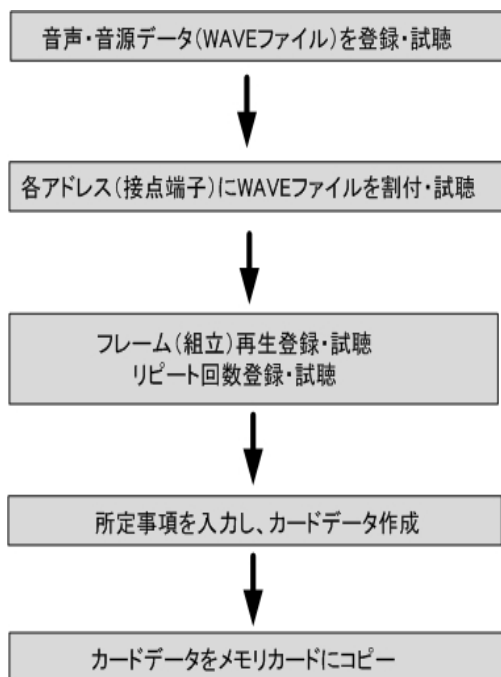 音声・音源データ(WAVEファイル)を登録・試聴
各アドレス(接点端子)にWAVEファイルを割付・試聴
フレーム(組立)再生登録・試聴
リピート回数登録・試聴
所定事項を入力し、カードデータ作成
カードデータをメモリカードにコピー